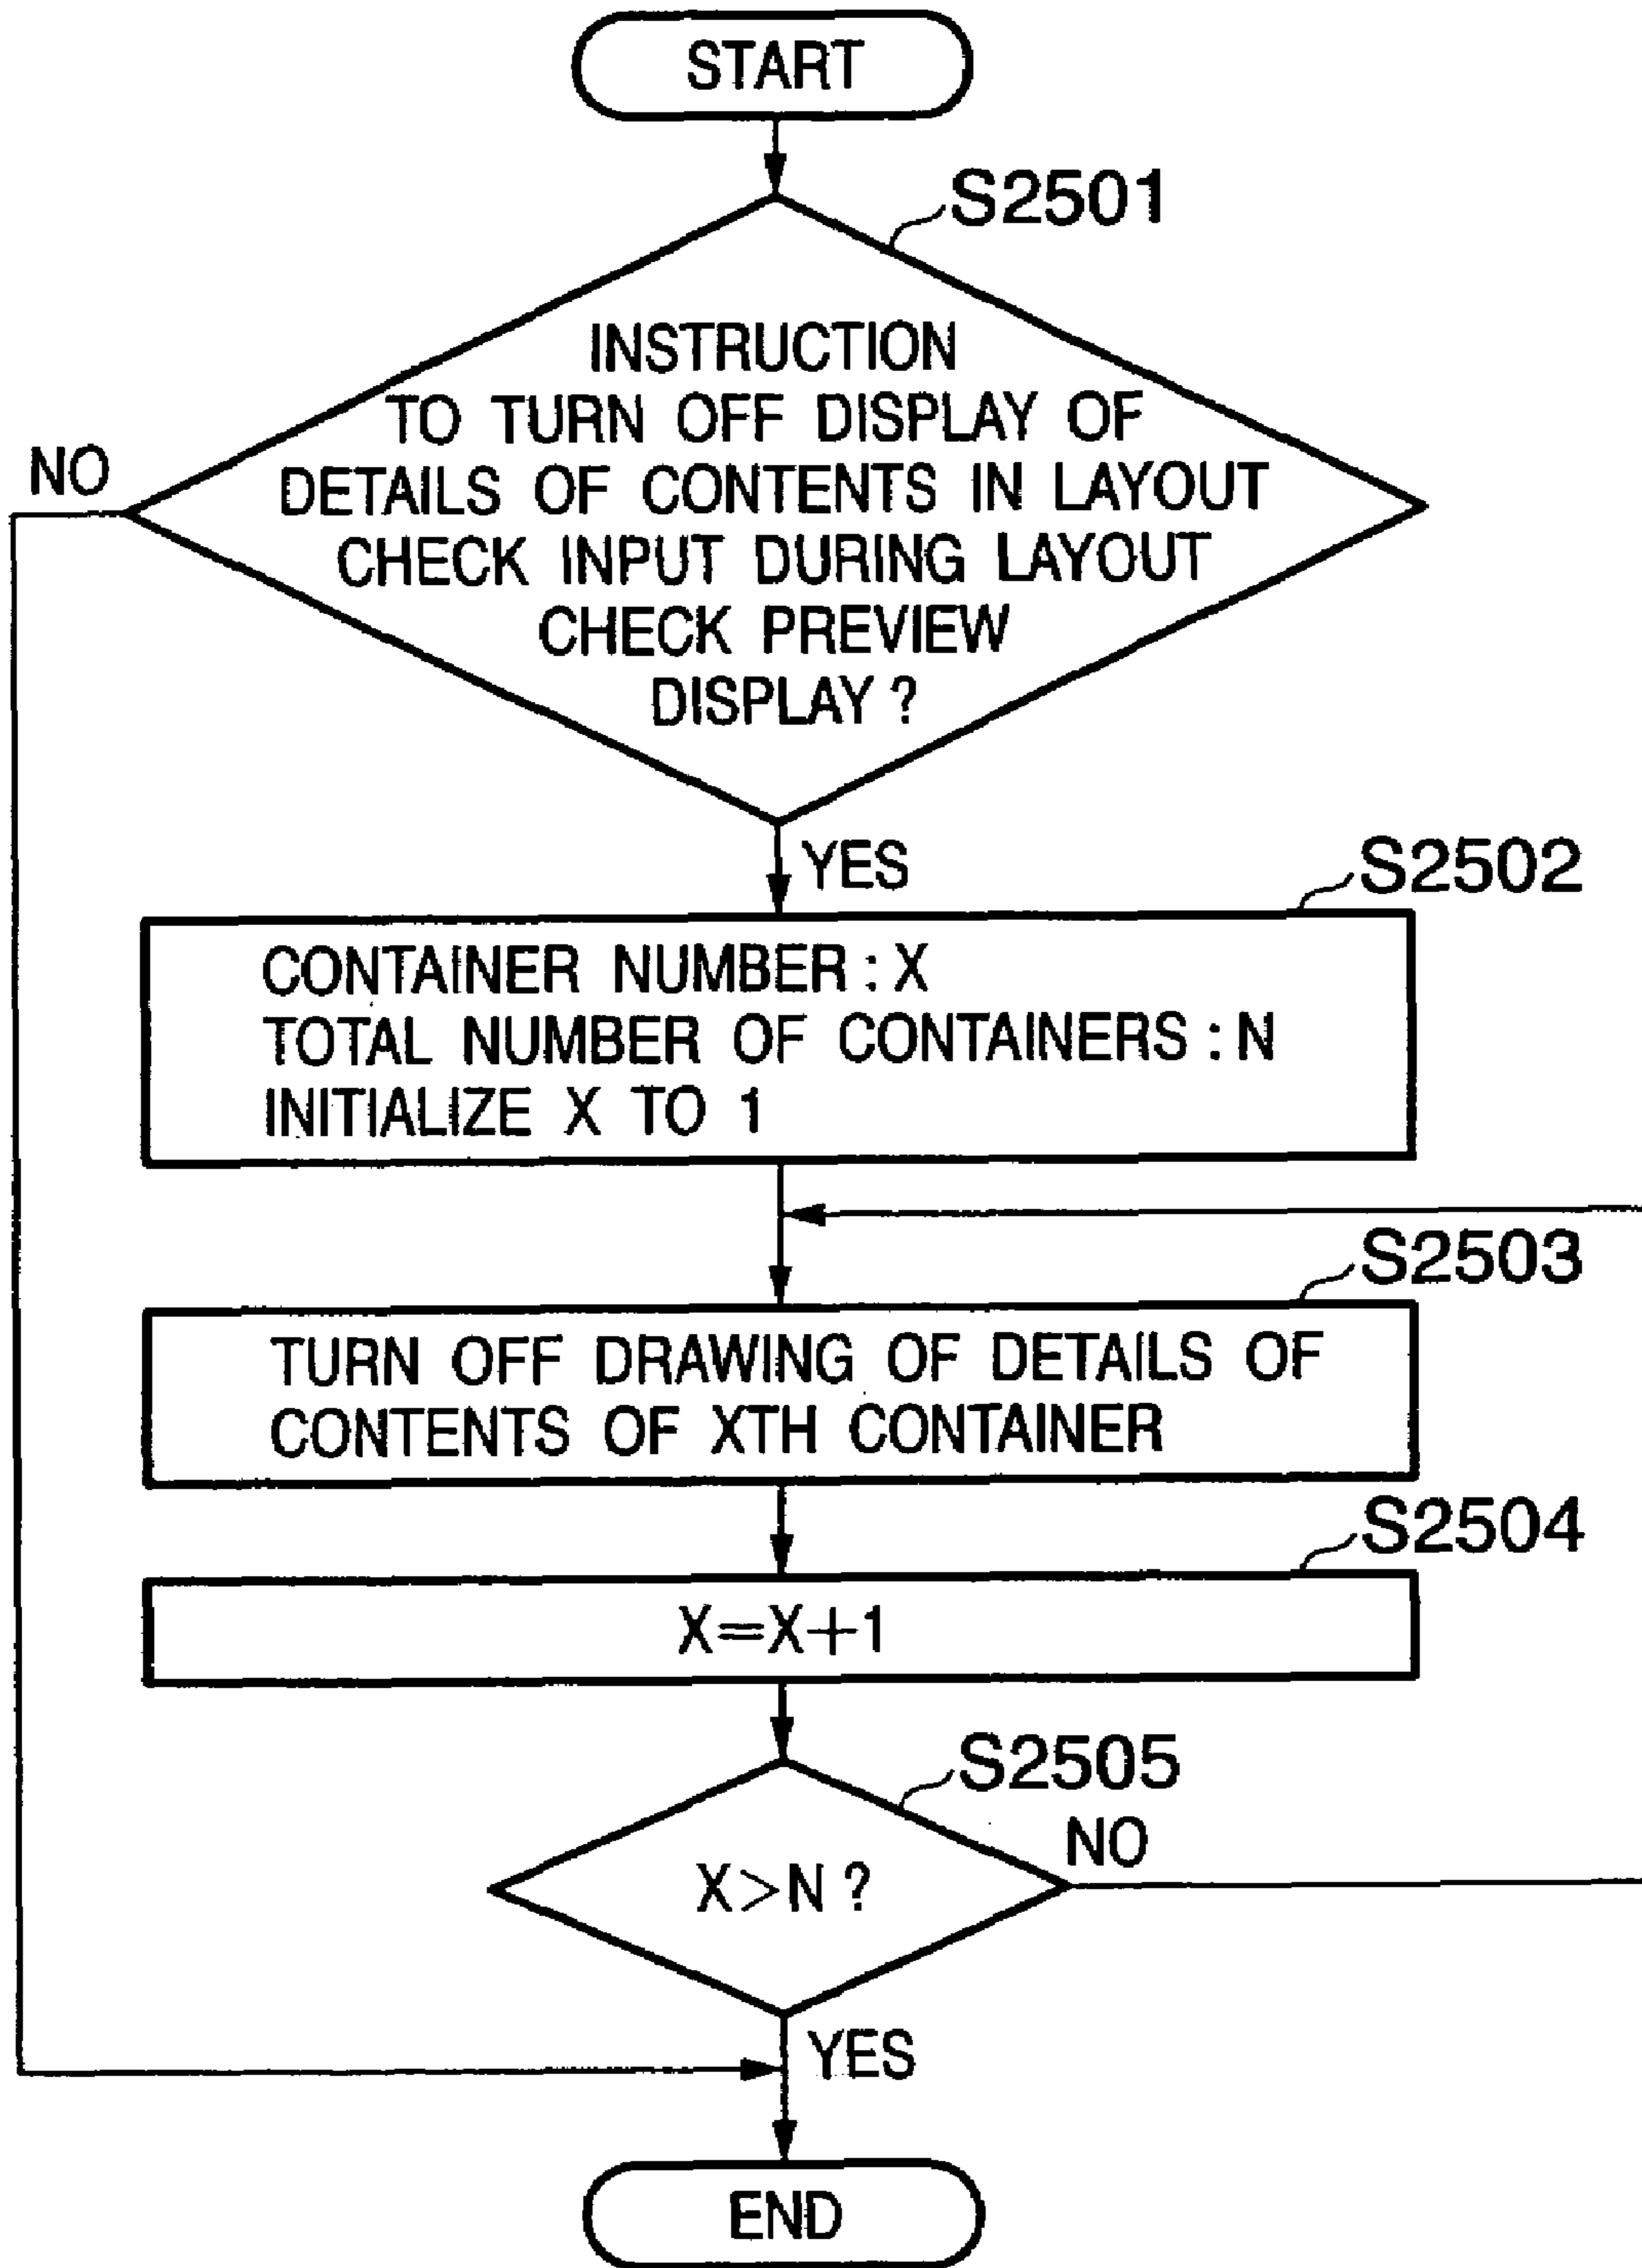 START
S2501
INSTRUCTION
TO TURN OFF DISPLAY OF
DETAILS OF CONTENTS IN LAYOUT
CHECK INPUT DURING LAYOUT
CHECK PREVIEW
DISPLAY ?
NO
YES
S2502
CONTAINER NUMBER : X
TOTAL NUMBER OF CONTAINERS : N
INITIALIZE X TO 1
S2503
TURN OFF DRAWING OF DETAILS OF
CONTENTS OF XTH CONTAINER
S2504
X=X+1
S2505
X>N ?
NO
YES
END